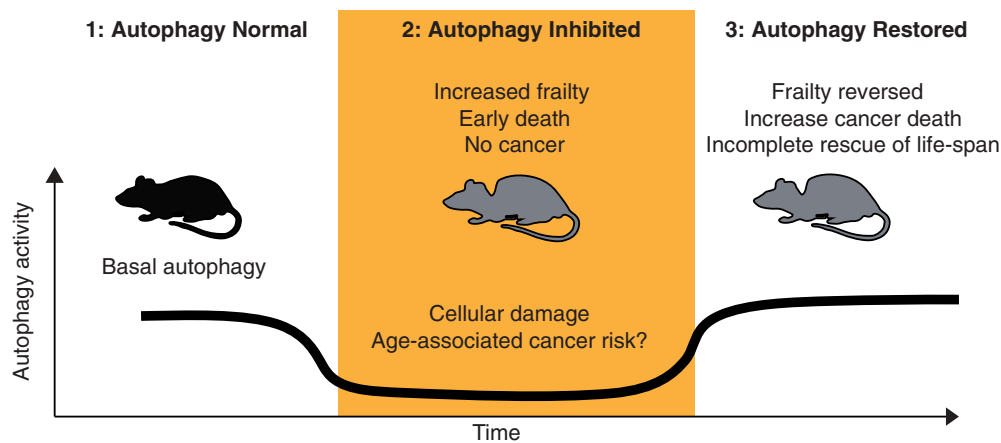 1: Autophagy Normal
2: Autophagy Inhibited
3: Autophagy Restored
Increased frailty
Early death
No cancer
Frailty reversed
Increase cancer death
Incomplete rescue of life-span
Autophagy activity
Basal autophagy
Cellular damage
Age-associated cancer risk?
Time